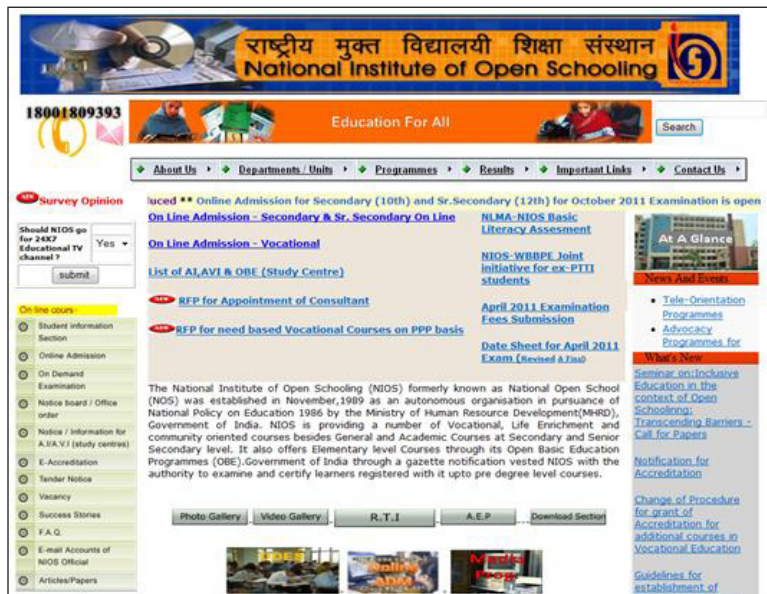 राष्ट्रीय मुक्त विद्यालयी शिक्षा संस्थान
National Institute of Open Schooling
18001809393
Education For All
Search
About Us
Departments / Units
Programmes
Results
Important Links
Contact Us
Survey Opinion
Should NIOS go
for 24X7
Educational TV
channel ?
Yes
submit
On line cours-
Student information
Section
Online Admission
On Demand
Examination
Notice board / Office
order
Notice / Information for
A.I/A.V.I (study centres)
E-Accreditation
Tender Notice
Vacancy
Success Stories
F.A.Q.
E-mail Accounts of
NIOS Official
Articles/Papers
luced ** Online Admission for Secondary (10th) and Sr.Secondary (12th) for October 2011 Examination is open
On Line Admission - Secondary & Sr. Secondary On Line
On Line Admission - Vocational
List of AI,AVI & OBE (Study Centre)
RFP for Appointment of Consultant
RFP for need based Vocational Courses on PPP basis
NLMA-NIOS Basic
Literacy Assesment
NIOS-WBBPE Joint
initiative for ex-PTTI
students
April 2011 Examination
Fees Submission
Date Sheet for April 2011
Exam (Revised & Final)
The National Institute of Open Schooling (NIOS) formerly known as National Open School
(NOS) was established in November,1989 as an autonomous organisation in pursuance of
National Policy on Education 1986 by the Ministry of Human Resource Development(MHRD),
Government of India. NIOS is providing a number of Vocational, Life Enrichment and
community oriented courses besides General and Academic Courses at Secondary and Senior
Secondary level. It also offers Elementary level Courses through its Open Basic Education
Programmes (OBE).Government of India through a gazette notification vested NIOS with the
authority to examine and certify learners registered with it upto pre degree level courses.
Photo Gallery
Video Gallery
R.T.I
A.E.P
Download Section
ODES
Online
ADM
Media
Prog.
At A Glance
News And Events
Tele-Orientation
Programmes
Advocacy
Programmes for
What's New
Seminar on:Inclusive
Education in the
context of Open
Schoolinng:
Transcending Barriers -
Call for Papers
Notification for
Accreditation
Change of Procedure
for grant of
Accreditation for
additional courses in
Vocational Education
Guidelines for
establishment of